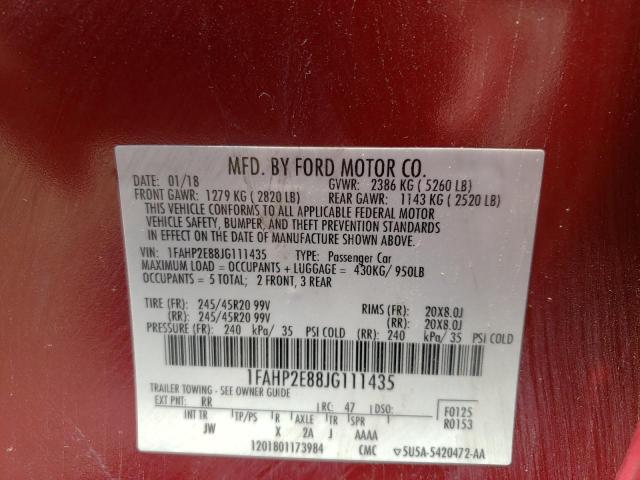 MFD. BY FORD MOTOR CO.
DATE: 01/18 GVWR: 2386 KG ( 5260 LB)
FRONT GAWR: 1279 KG ( 2820 LB) REAR GAWR: 1143 KG ( 2520 LB)
THIS VEHICLE CONFORMS TO ALL APPLICABLE FEDERAL MOTOR
VEHICLE SAFETY, BUMPER, AND THEFT PREVENTION STANDARDS
IN EFFECT ON THE DATE OF MANUFACTURE SHOWN ABOVE.
VIN: 1FAHP2E88JG111435 TYPE: Passenger Car
MAXIMUM LOAD = OCCUPANTS + LUGGAGE = 430KG/ 950LB
OCCUPANTS = 5 TOTAL; 2 FRONT, 3 REAR
TIRE (FR): 245/45R20 99V RIMS (FR): 20X8.0J
(RR): 245/45R20 99V (RR): 20X8.0J
PRESSURE (FR): 240 kPa/ 35 PSI COLD (RR): 240 kPa/ 35 PSI COLD
1FAHP2E88JG111435
TRAILER TOWING - SEE OWNER GUIDE
EXT PNT: RR RC: 47 DSO: F0125
R0153
INT TR TP/PS R AXLE TR SPR
JW X 2A J AAAA
1201801173984 CMC 5U5A-5420472-AA